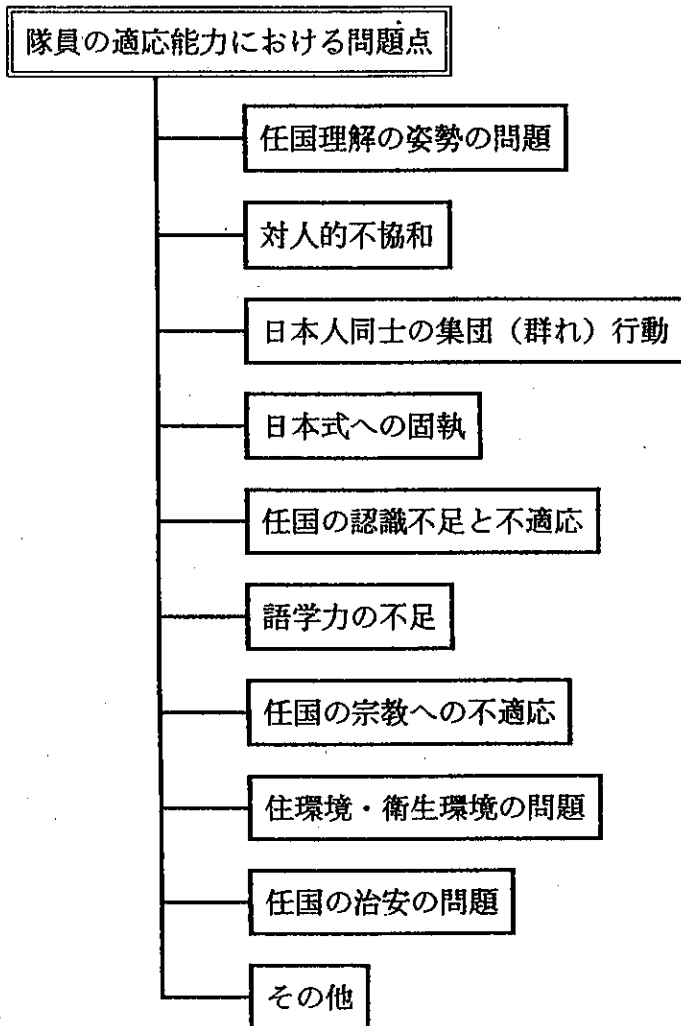 隊員の適応能力における問題点
任国理解の姿勢の問題
対人的不協和
日本人同士の集団（群れ）行動
日本式への固執
任国の認識不足と不適応
語学力の不足
任国の宗教への不適応
住環境・衛生環境の問題
任国の治安の問題
その他